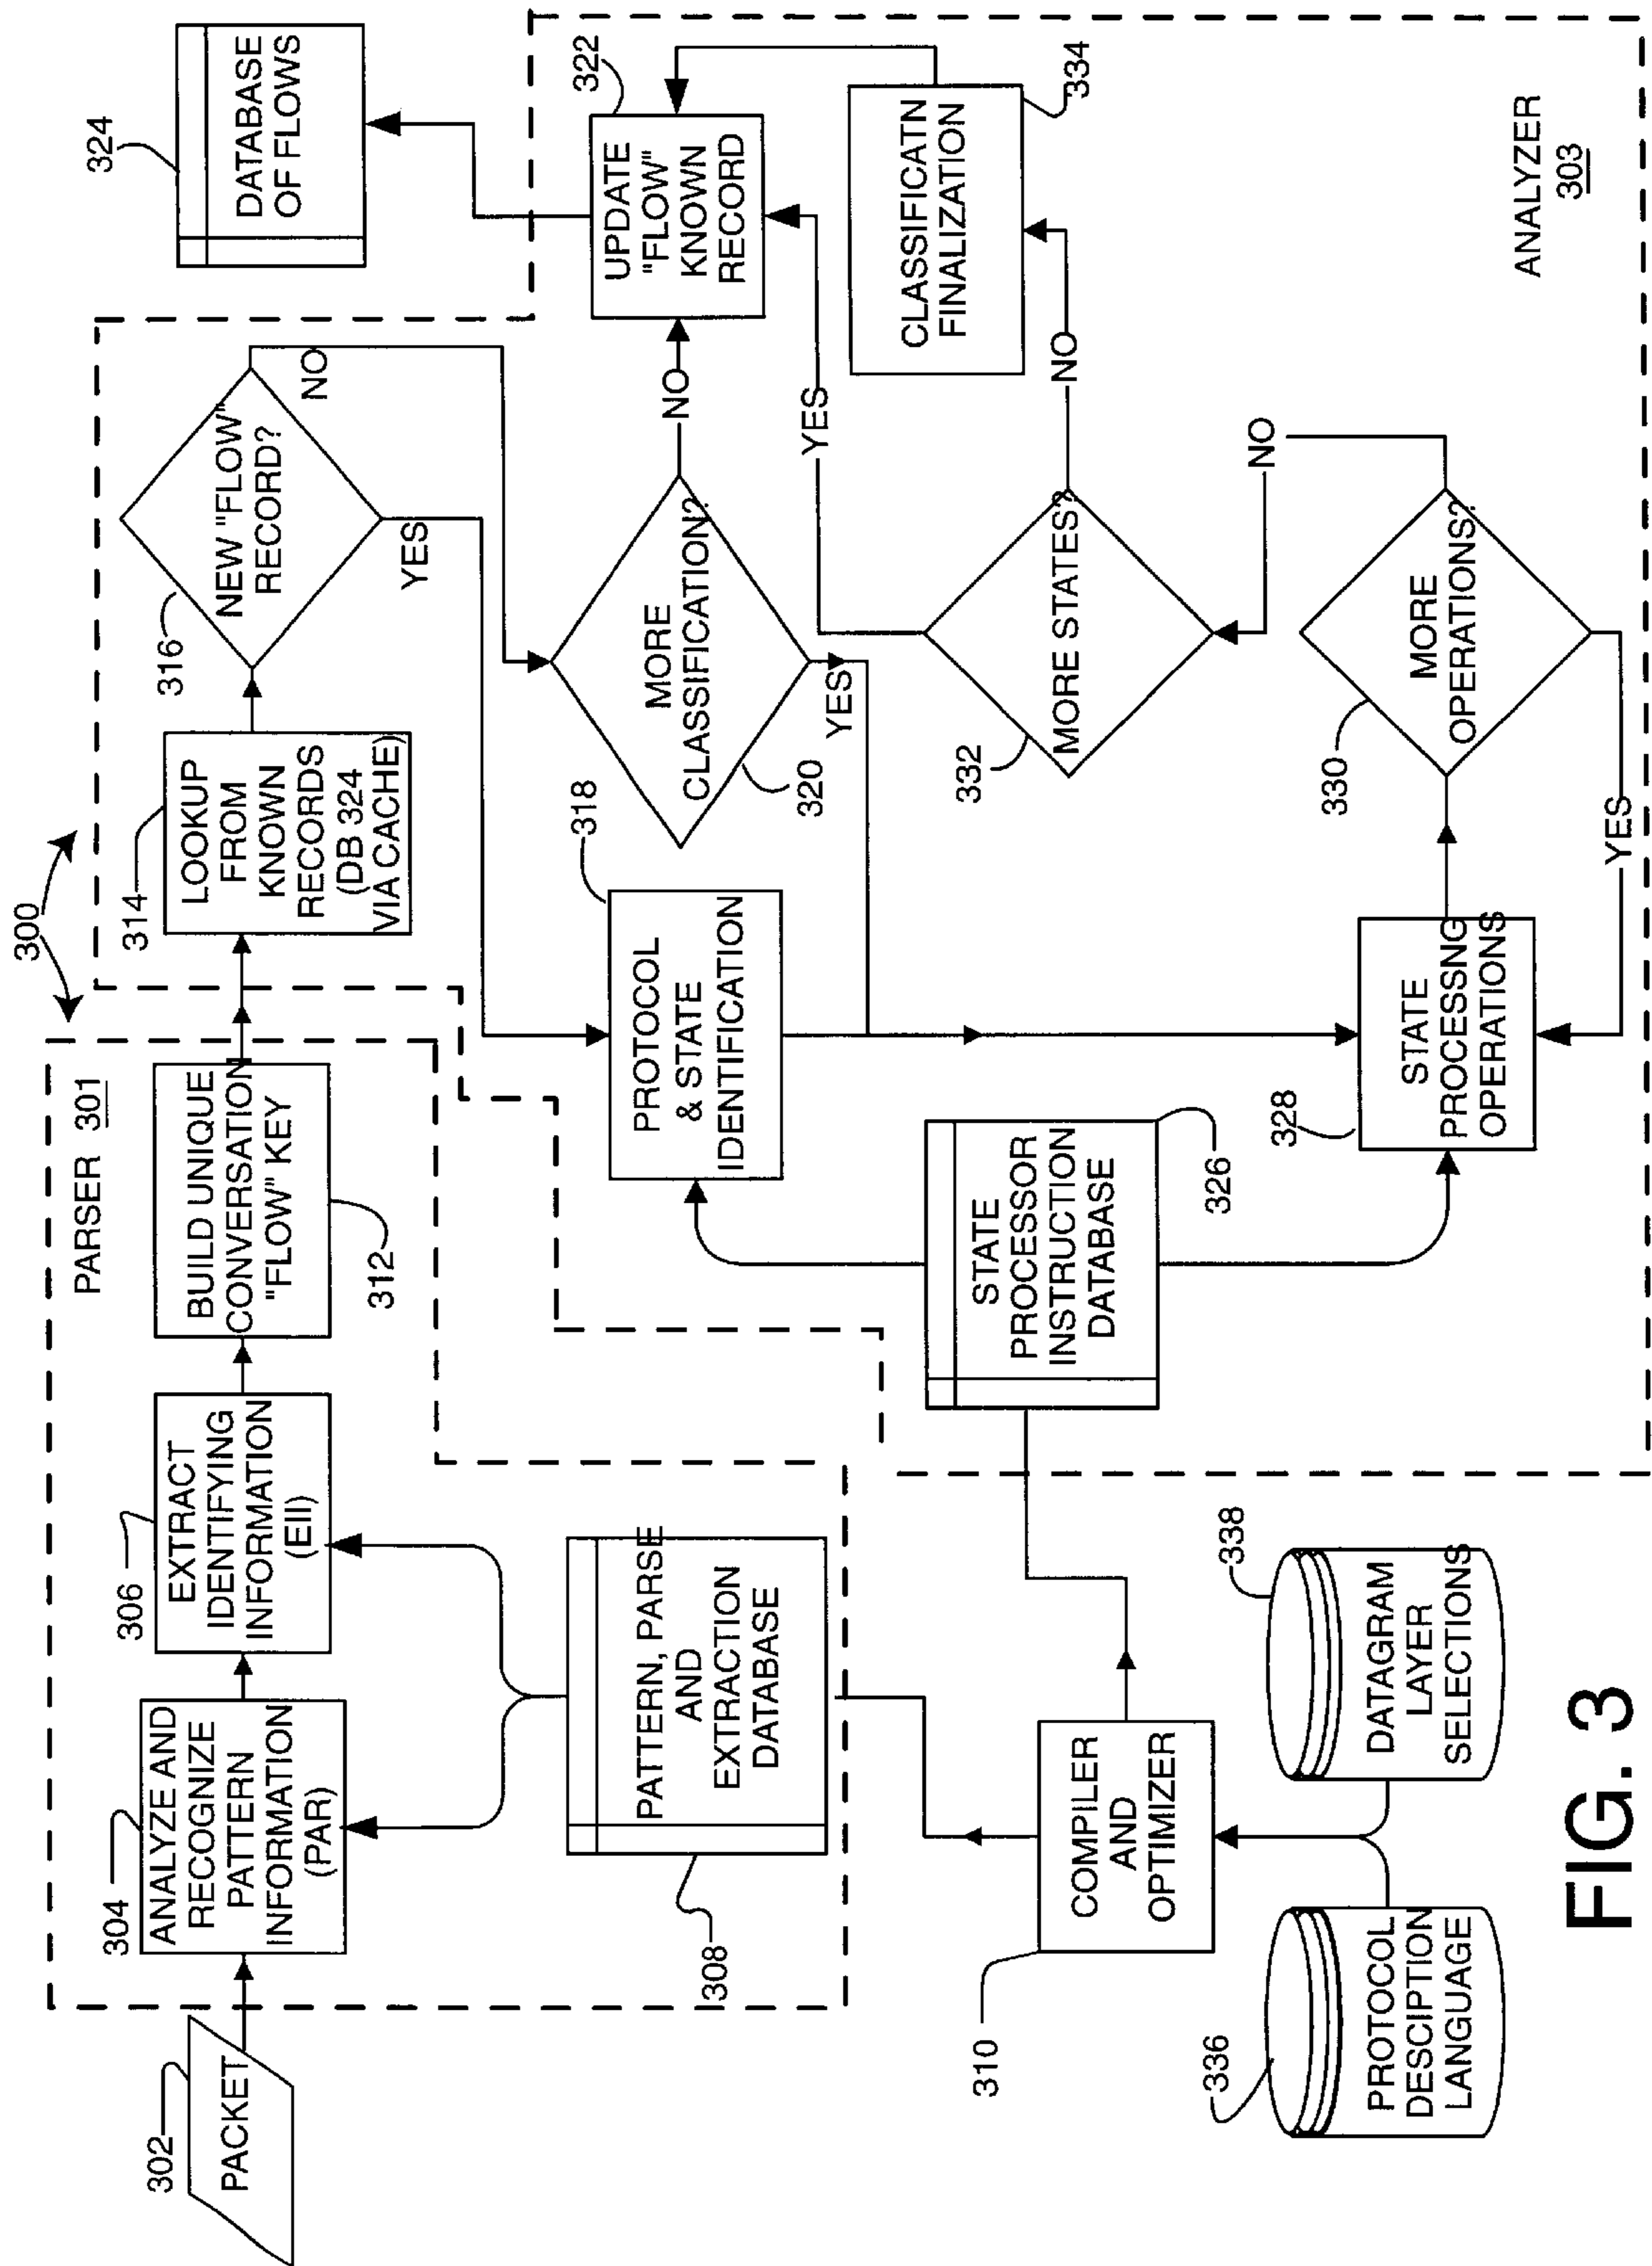 300
PARSER 301
302
PACKET
304
ANALYZE AND
RECOGNIZE
PATTERN
INFORMATION
(PAR)
306
EXTRACT
IDENTIFYING
INFORMATION
(EII)
BUILD UNIQUE
CONVERSATION
"FLOW" KEY
312
314
LOOKUP
FROM
KNOWN
RECORDS
(DB 324
VIA CACHE)
316
NEW "FLOW"
RECORD?
NO
YES
324
DATABASE
OF FLOWS
308
PATTERN, PARSE
AND
EXTRACTION
DATABASE
318
PROTOCOL
& STATE
IDENTIFICATION
MORE
CLASSIFICATION?
320
NO
YES
322
UPDATE
"FLOW"
KNOWN
RECORD
STATE
PROCESSOR
INSTRUCTION
DATABASE
326
332
MORE STATES?
YES
NO
CLASSIFICATN
FINALIZATION
334
310
COMPILER
AND
OPTIMIZER
328
STATE
PROCESSNG
OPERATIONS
330
MORE
OPERATIONS?
NO
YES
336
PROTOCOL
DESCIPTION
LANGUAGE
338
DATAGRAM
LAYER
SELECTIONS
ANALYZER
303
FIG. 3